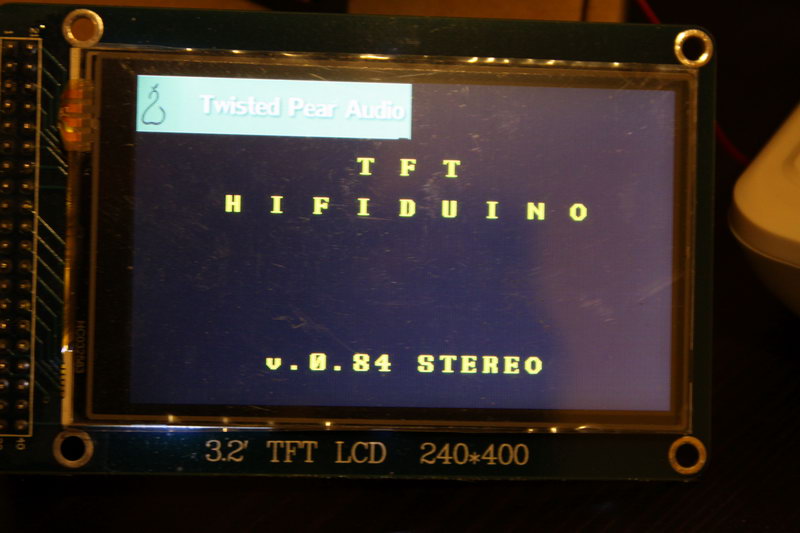 Twisted Pear Audio
T F T
H I F I D U I N O
v.0.84 STEREO
3.2' TFT LCD 240*400